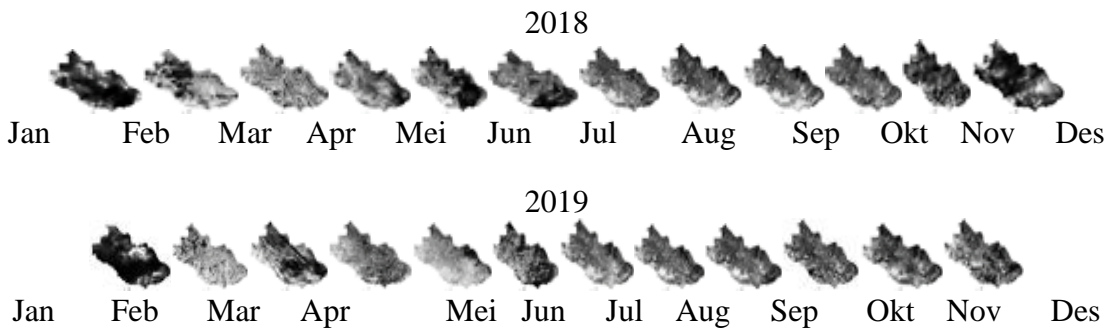 2018
Jan Feb Mar Apr Mei Jun Jul Aug Sep Okt Nov Des
2019
Jan Feb Mar Apr Mei Jun Jul Aug Sep Okt Nov Des